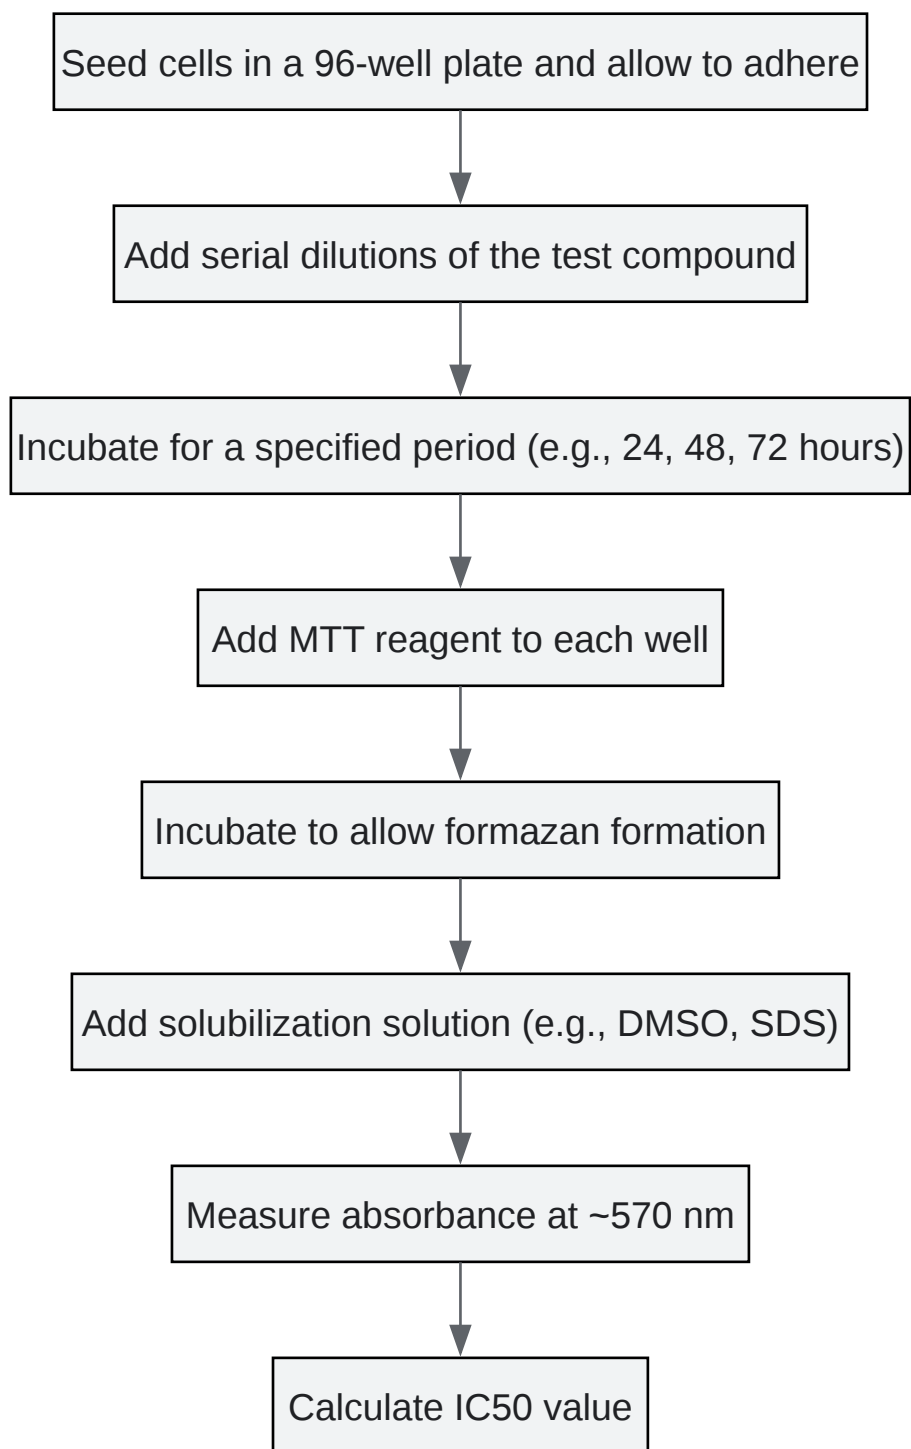 Seed cells in a 96-well plate and allow to adhere
Add serial dilutions of the test compound
Incubate for a specified period (e.g., 24, 48, 72 hours)
Add MTT reagent to each well
Incubate to allow formazan formation
Add solubilization solution (e.g., DMSO, SDS)
Measure absorbance at ~570 nm
Calculate IC50 value